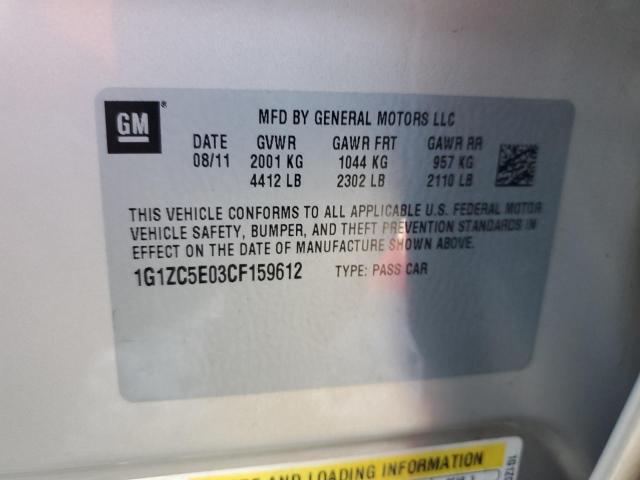 GM®
MFD BY GENERAL MOTORS LLC
DATE GVWR GAWR FRT GAWR RR
08/11 2001 KG 1044 KG 957 KG
4412 LB 2302 LB 2110 LB
THIS VEHICLE CONFORMS TO ALL APPLICABLE U.S. FEDERAL MOTOR
VEHICLE SAFETY, BUMPER, AND THEFT PREVENTION STANDARDS IN
EFFECT ON THE DATE OF MANUFACTURE SHOWN ABOVE.
1G1ZC5E03CF159612 TYPE: PASS CAR
AND LOADING INFORMATION